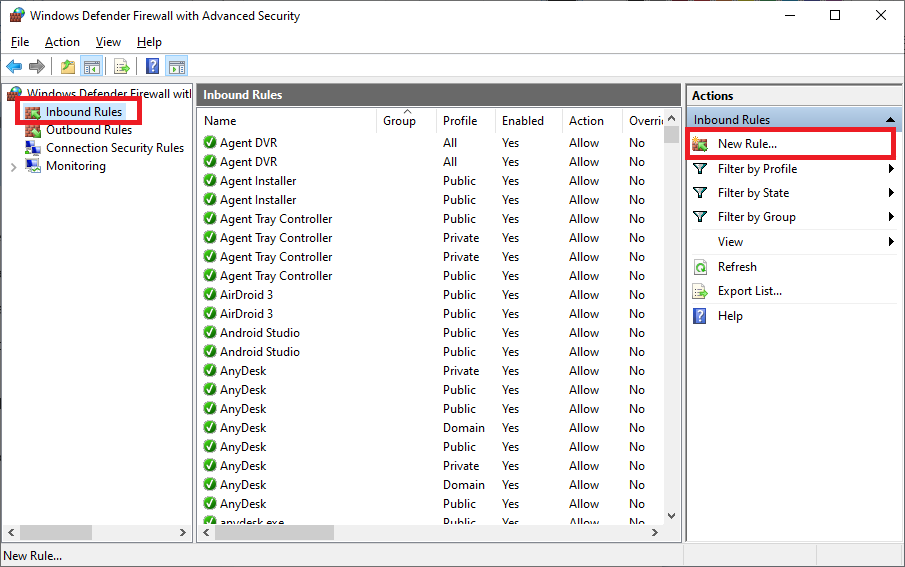 Windows Defender Firewall with Advanced Security
File Action View Help
Windows Defender Firewall with
Inbound Rules
Outbound Rules
Connection Security Rules
Monitoring
Inbound Rules
Name Group Profile Enabled Action Overri
Agent DVR All Yes Allow No
Agent DVR All Yes Allow No
Agent Installer Public Yes Allow No
Agent Installer Public Yes Allow No
Agent Tray Controller Public Yes Allow No
Agent Tray Controller Private Yes Allow No
Agent Tray Controller Private Yes Allow No
Agent Tray Controller Public Yes Allow No
AirDroid 3 Public Yes Allow No
AirDroid 3 Public Yes Allow No
Android Studio Public Yes Allow No
Android Studio Public Yes Allow No
AnyDesk Private Yes Allow No
AnyDesk Public Yes Allow No
AnyDesk Public Yes Allow No
AnyDesk Domain Yes Allow No
AnyDesk Public Yes Allow No
AnyDesk Private Yes Allow No
AnyDesk Domain Yes Allow No
AnyDesk Public Yes Allow No
anydesk.exe Public Yes Allow No
Actions
Inbound Rules
New Rule...
Filter by Profile
Filter by State
Filter by Group
View
Refresh
Export List...
Help
New Rule...